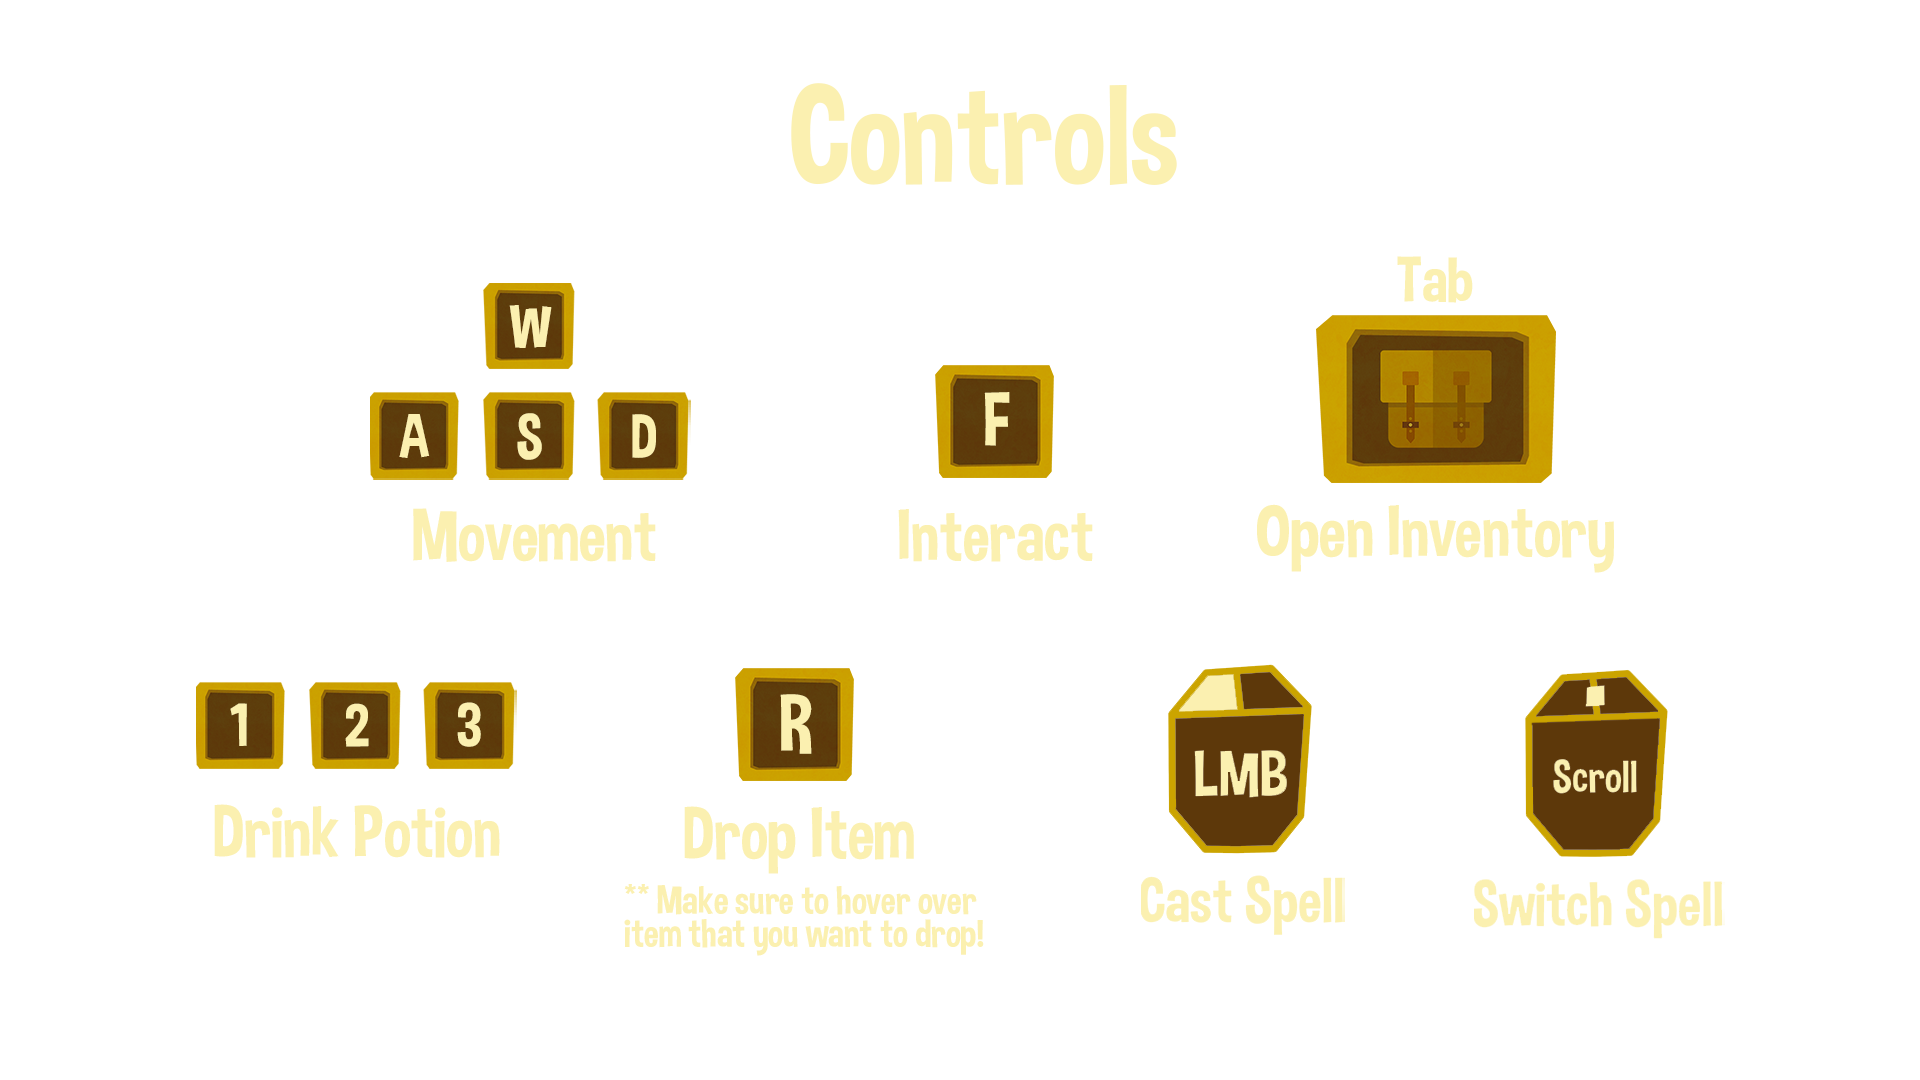 Controls
W
A S D
Movement
F
Interact
Tab
Open Inventory
1 2 3
Drink Potion
R
Drop Item
** Make sure to hover over
item that you want to drop!
LMB
Cast Spell
Scroll
Switch Spell